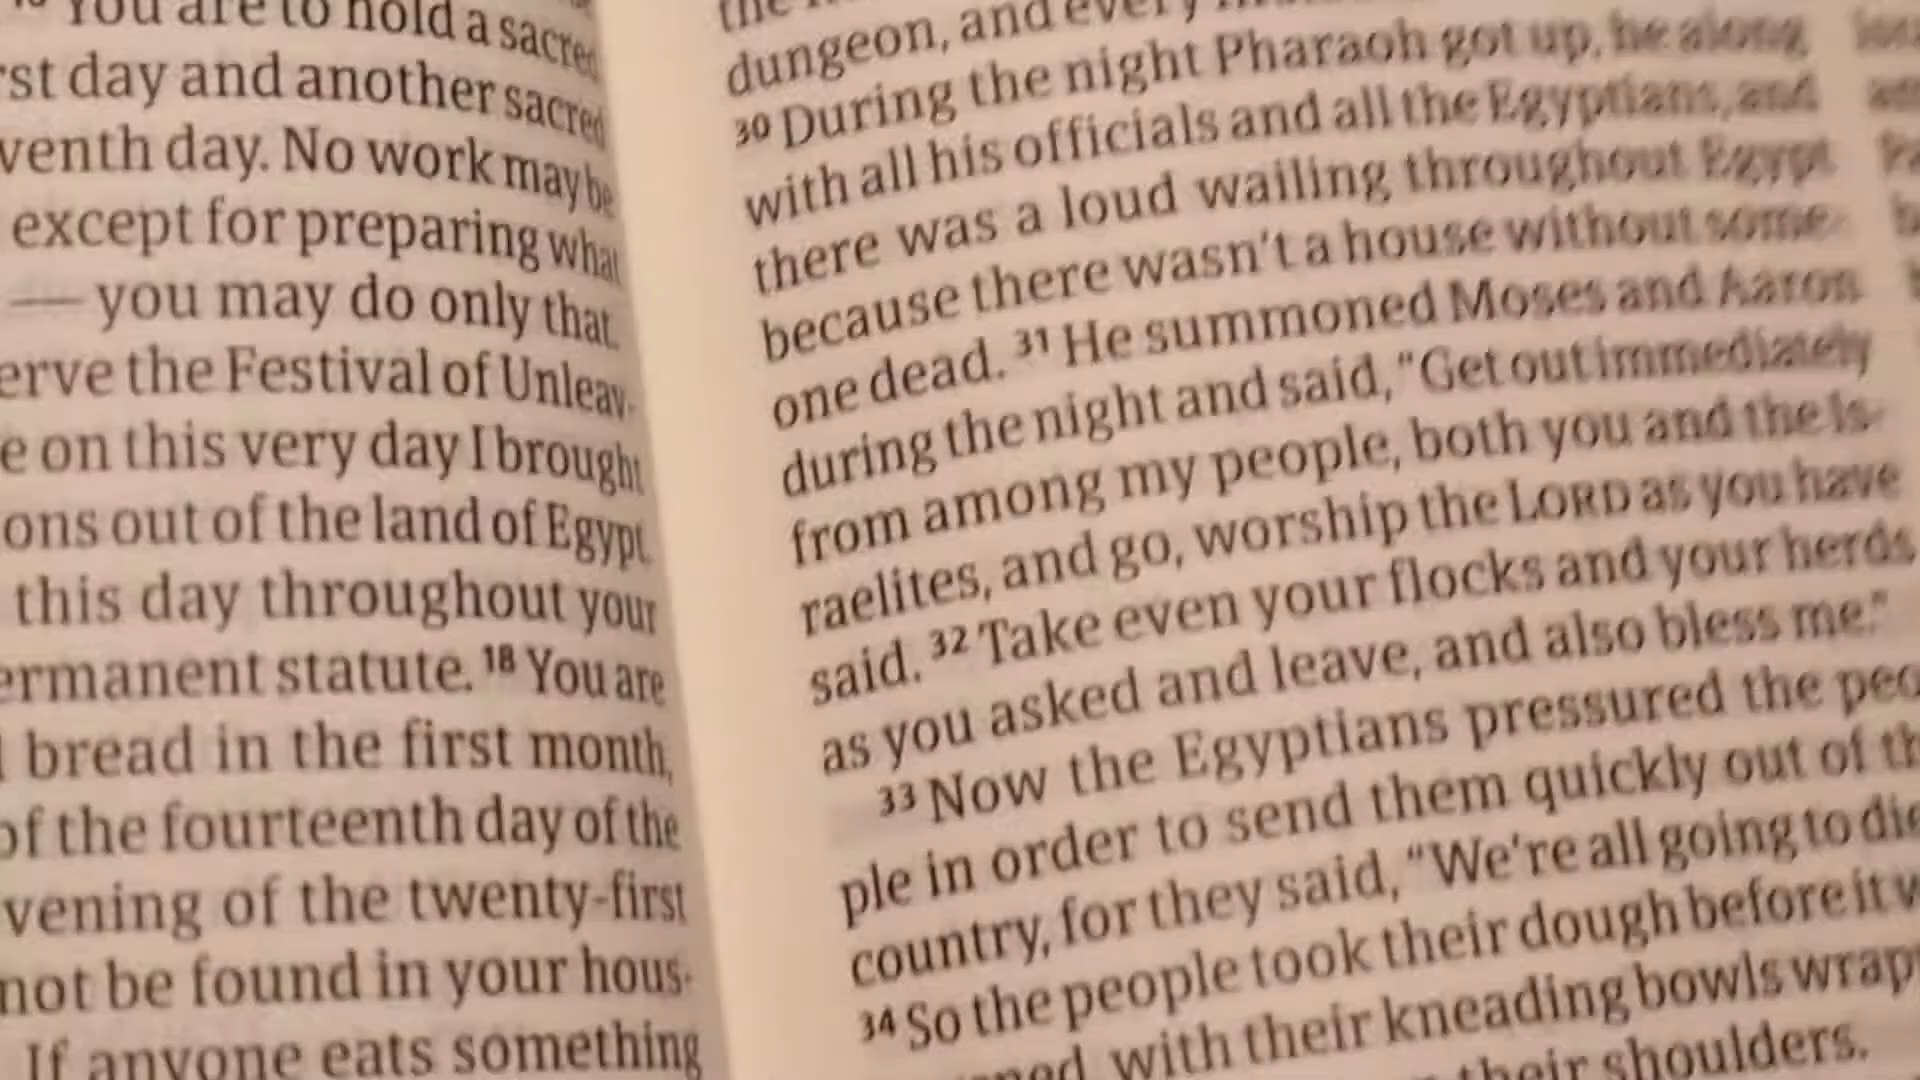 You are to hold a sacred
rst day and another sacred
venth day. No work may be
except for preparing what
— you may do only that.
erve the Festival of Unleav-
e on this very day I brought
ons out of the land of Egypt.
this day throughout your
ermanent statute. 18 You are
bread in the first month,
of the fourteenth day of the
vening of the twenty-first
not be found in your hous-
If anyone eats something
dungeon, and every
30 During the night Pharaoh got up, he along
with all his officials and all the Egyptians, and
there was a loud wailing throughout Egypt
because there wasn't a house without some-
one dead. 31 He summoned Moses and Aaron
during the night and said, "Get out immediately
from among my people, both you and the Is-
raelites, and go, worship the LORD as you have
said. 32 Take even your flocks and your herds
as you asked and leave, and also bless me."
33 Now the Egyptians pressured the peo
ple in order to send them quickly out of th
country, for they said, "We're all going to die
34 So the people took their dough before it w
ned, with their kneading bowls wrap
their shoulders.